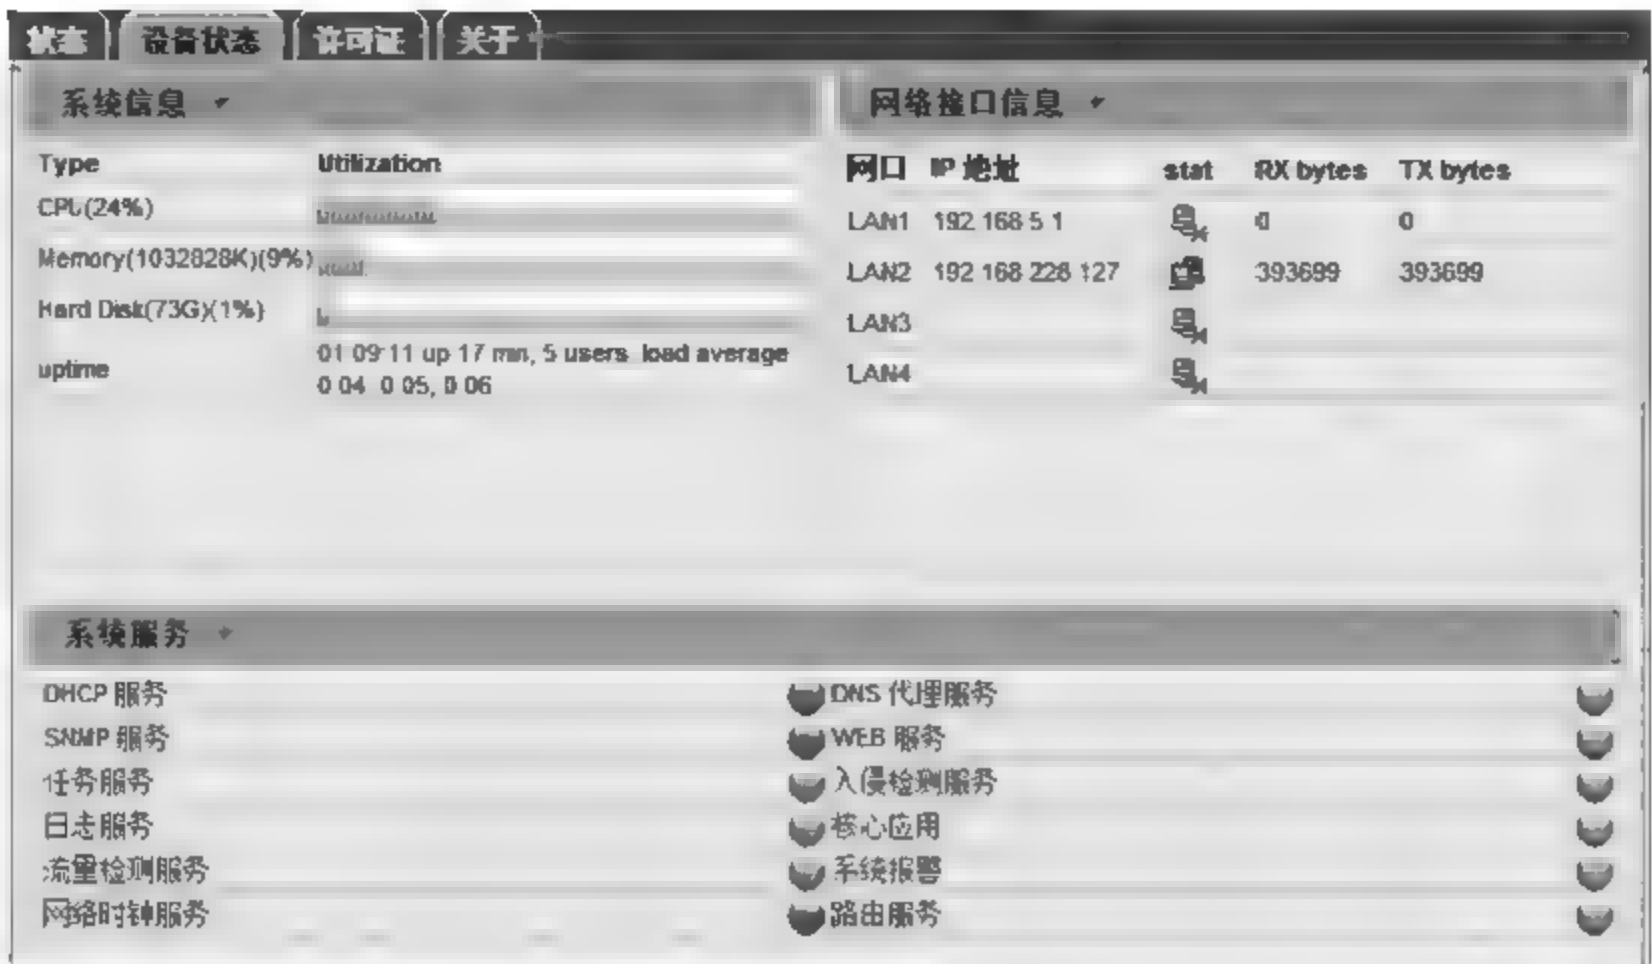 状态 设备状态 许可证 关于
系统信息
Type Utilization
CPU(24%)
Memory(1032828K)(9%)
Hard Disk(73G)(1%)
uptime 01 09 11 up 17 min, 5 users load average
0 04 0 05, 0 06
网络接口信息
网口 IP 地址 stat RX bytes TX bytes
LAN1 192 168 5 1 0 0
LAN2 192 168 228 127 393699 393699
LAN3
LAN4
系统服务
DHCP 服务 DNS 代理服务
SNMP 服务 WEB 服务
任务服务 入侵检测服务
日志服务 核心应用
流量检测服务 系统报警
网络时钟服务 路由服务